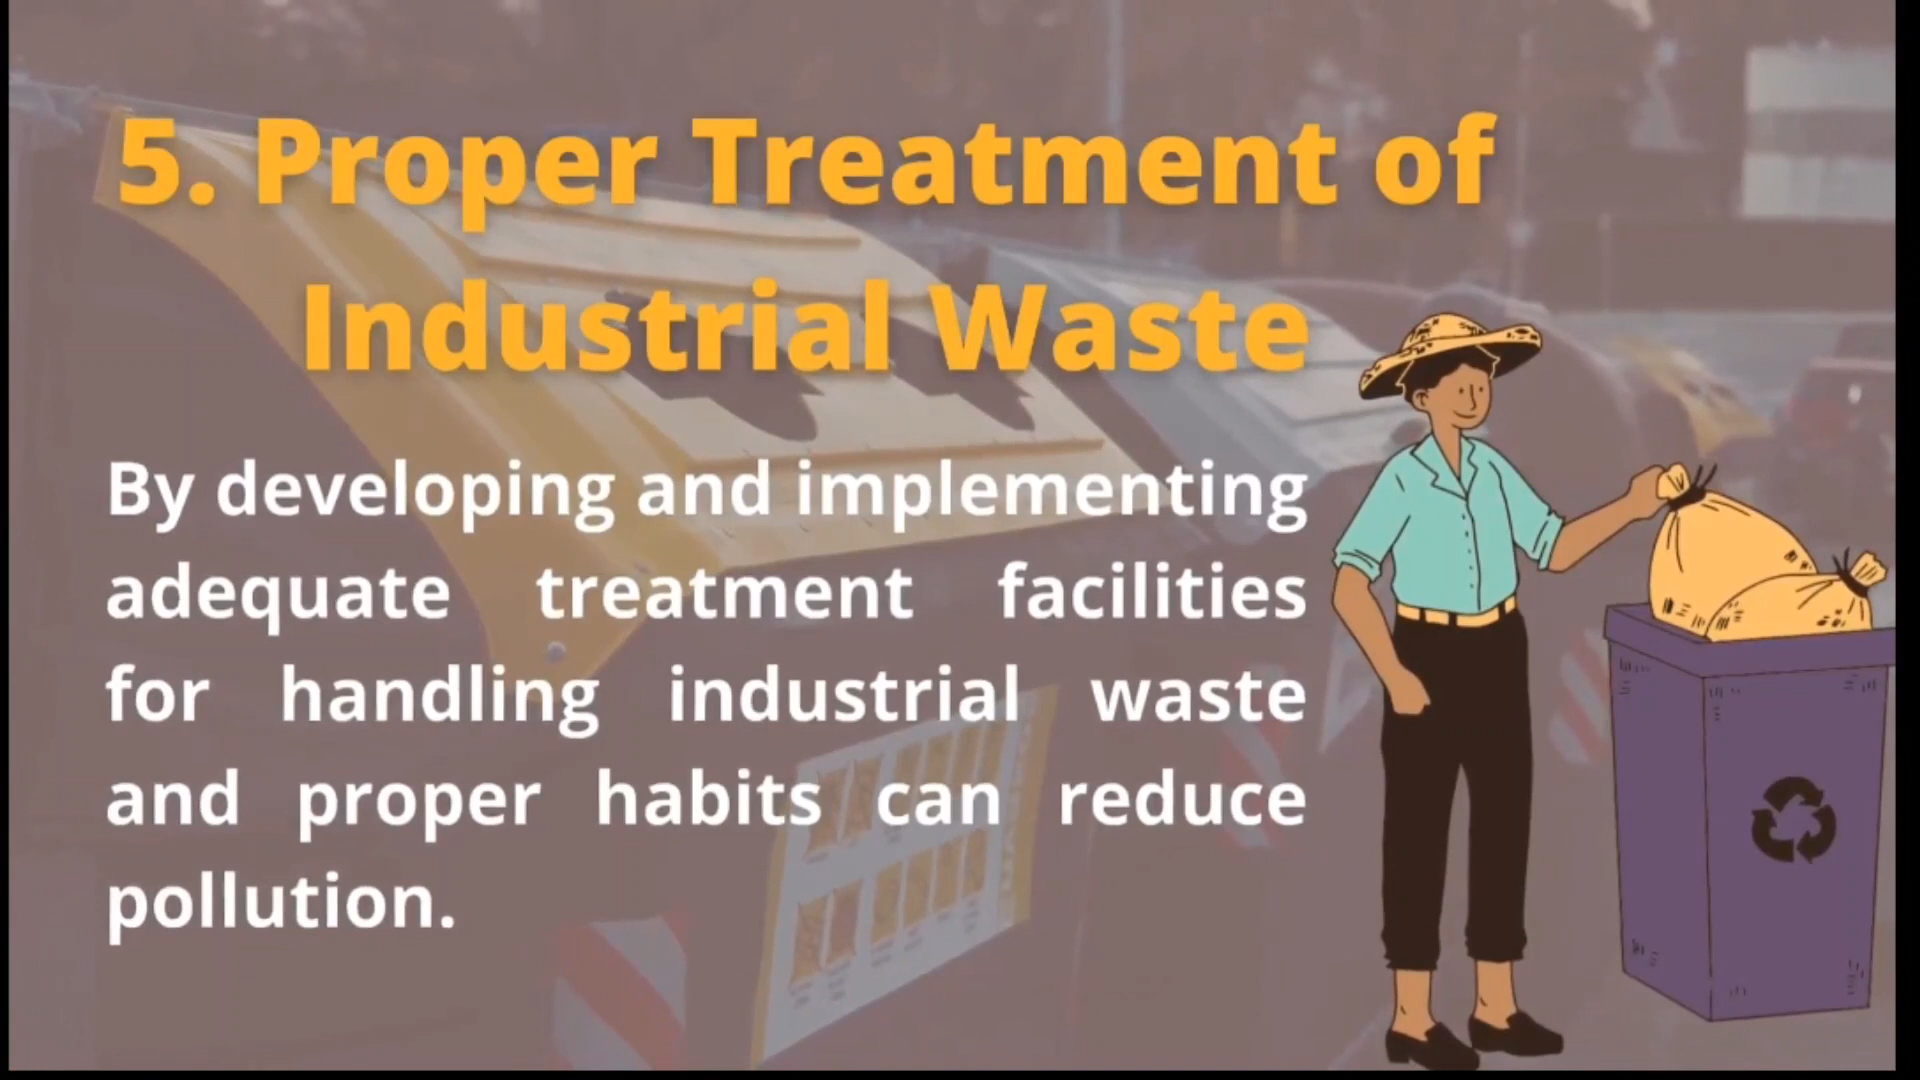 5. Proper Treatment of
Industrial Waste
By developing and implementing
adequate treatment facilities
for handling industrial waste
and proper habits can reduce
pollution.